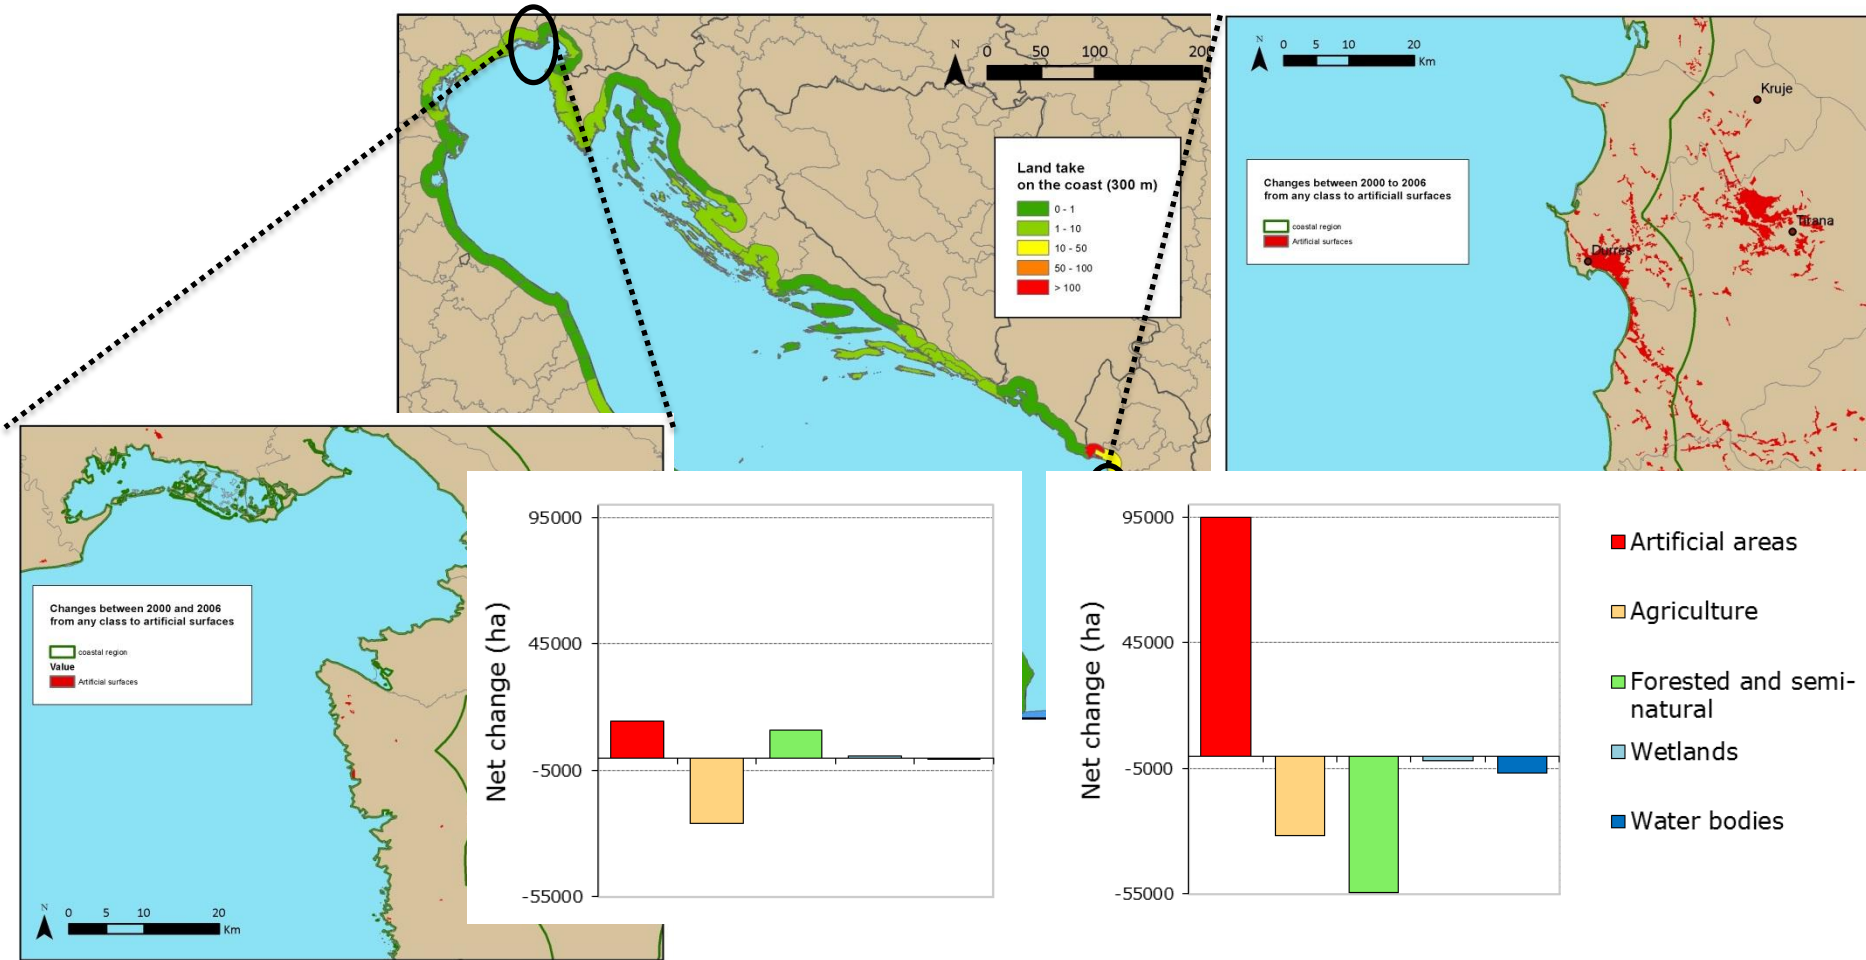 N
0 50 100 200
Land take
on the coast (300 m)
0 - 1
1 - 10
10 - 50
50 - 100
> 100
N
0 5 10 20
Km
Kruje
Changes between 2000 to 2006
from any class to artificiall surfaces
coastal region
Artificial surfaces
Tirana
Durres
Changes between 2000 and 2006
from any class to artificial surfaces
coastal region
Value
Artificial surfaces
N
0 5 10 20
Km
Net change (ha)
95000
45000
-5000
-55000
Net change (ha)
95000
45000
-5000
-55000
Artificial areas
Agriculture
Forested and semi-
natural
Wetlands
Water bodies